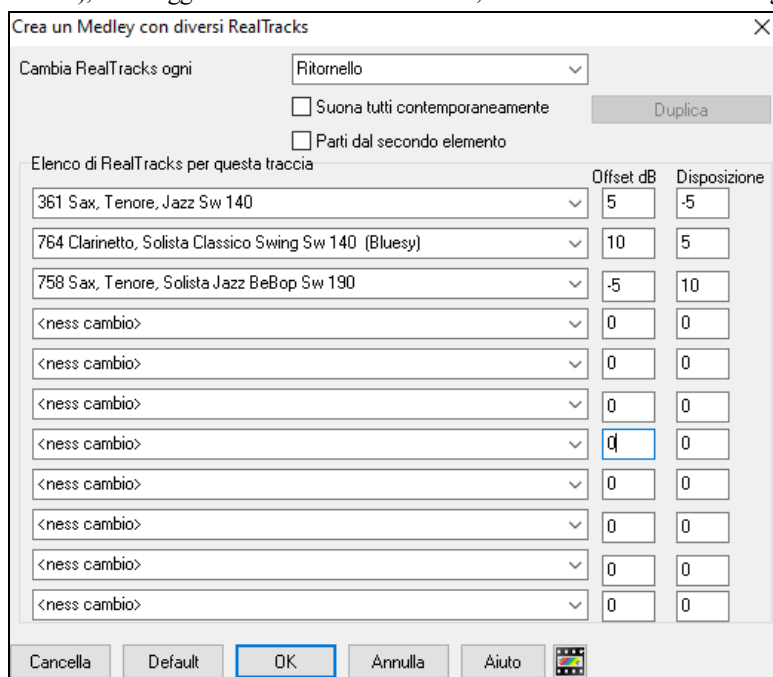 Crea un Medley con diversi RealTracks
Cambia RealTracks ogni Ritornello
Suona tutti contemporaneamente Duplica
Parti dal secondo elemento
Elenco di RealTracks per questa traccia Offset dB Disposizione
361 Sax, Tenore, Jazz Sw 140 5 -5
764 Clarinetto, Solista Classico Swing Sw 140 (Bluesy) 10 5
758 Sax, Tenore, Solista Jazz BeBop Sw 190 -5 10
<ness cambio> 0 0
<ness cambio> 0 0
<ness cambio> 0 0
<ness cambio> 0 0
<ness cambio> 0 0
<ness cambio> 0 0
<ness cambio> 0 0
<ness cambio> 0 0
Cancella Default OK Annulla Aiuto